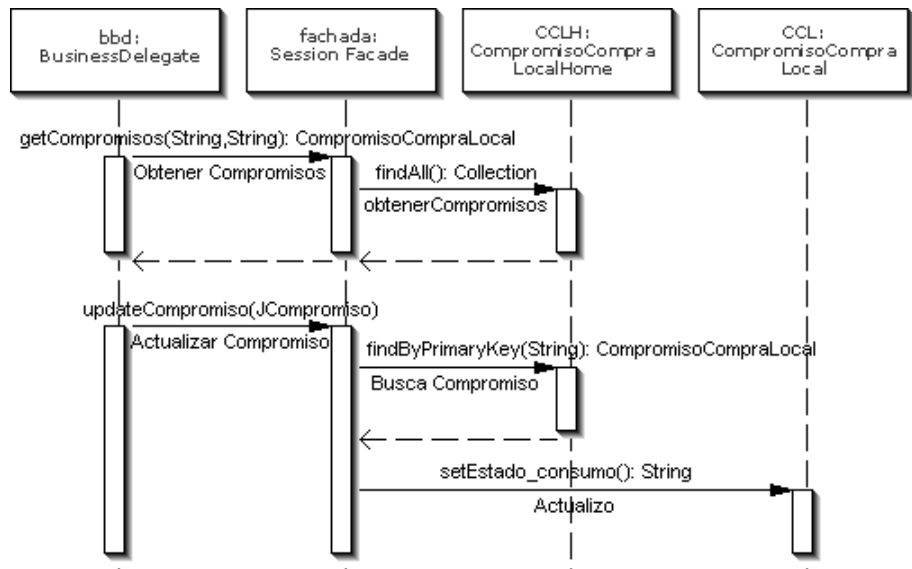 bbd:
BusinessDelegate
fachada:
Session Facade
CCLH:
CompromisoCompra
LocalHome
CCL:
CompromisoCompra
Local
getCompromisos(String,String): CompromisoCompraLocal
Obtener Compromisos
findAll(): Collection
obtenerCompromisos
updateCompromiso(JCompromiso)
Actualizar Compromiso
findByPrimaryKey(String): CompromisoCompraLocal
Busca Compromiso
setEstado_consumo(): String
Actualizo